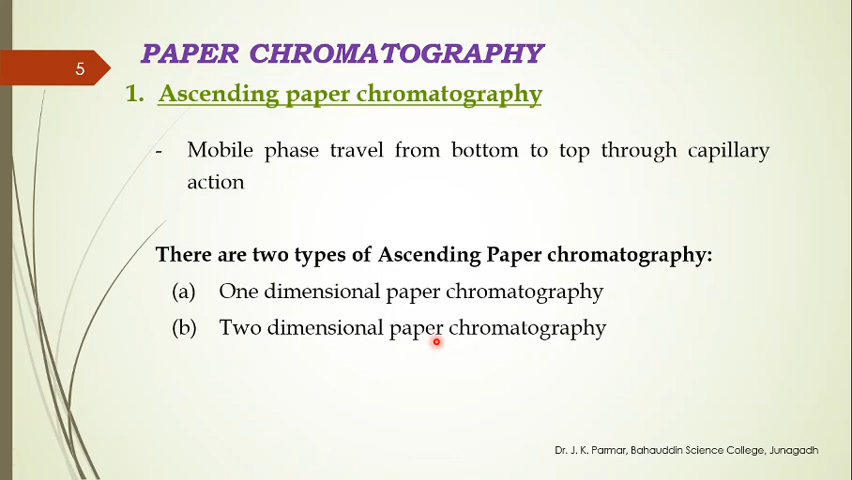 5
PAPER CHROMATOGRAPHY
1. Ascending paper chromatography
- Mobile phase travel from bottom to top through capillary
action
There are two types of Ascending Paper chromatography:
(a) One dimensional paper chromatography
(b) Two dimensional paper chromatography
Dr. J. K. Parmar, Bahauddin Science College, Junagadh